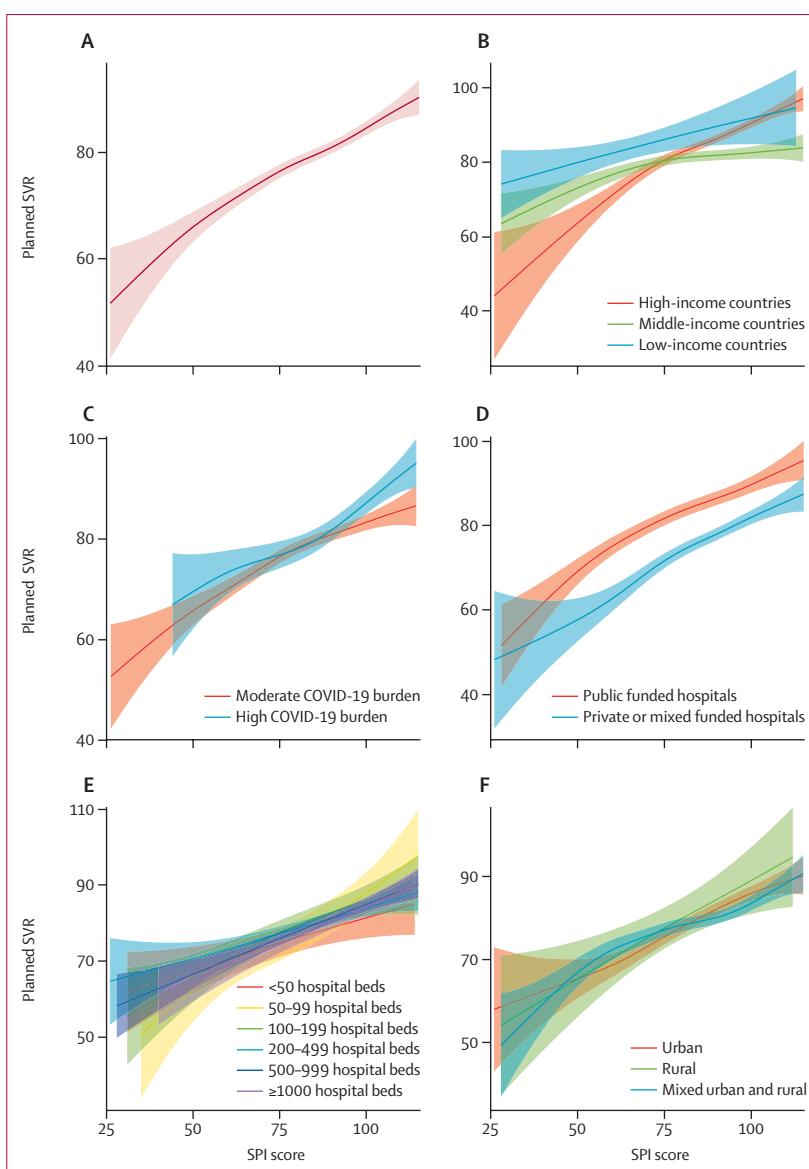 A
B
Planned SVR
80
60
40
25
50
75
100
100
80
60
40
High-income countries
Middle-income countries
Low-income countries
C
D
Planned SVR
100
80
60
40
Moderate COVID-19 burden
High COVID-19 burden
100
80
60
40
Public funded hospitals
Private or mixed funded hospitals
E
F
Planned SVR
110
90
70
50
<50 hospital beds
50–99 hospital beds
100–199 hospital beds
200–499 hospital beds
500–999 hospital beds
≥1000 hospital beds
25
50
75
100
SPI score
90
70
50
Urban
Rural
Mixed urban and rural
25
50
75
100
SPI score